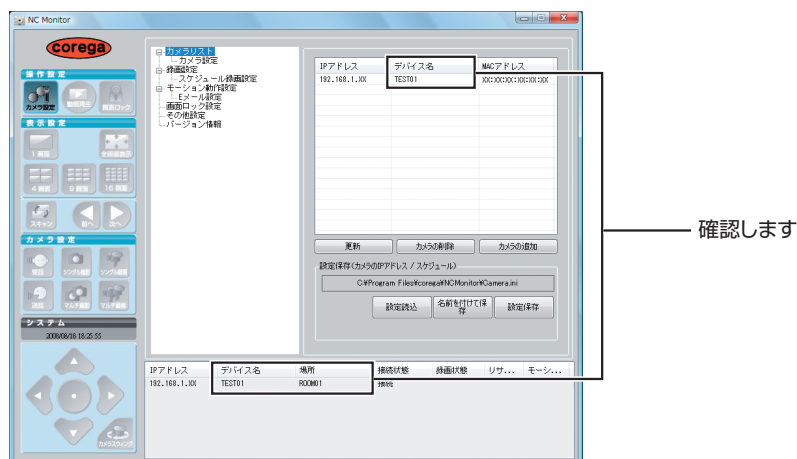 NC Monitor
corega
操作設定
カメラ設定
動画再生
画面ロック
表示設定
1 画面
全画面表示
4 画面
9 画面
16 画面
スキャン
前へ
次へ
カメラ設定
受話
シングル撮影
シングル録画
送話
マルチ撮影
マルチ録画
システム
2008/08/18 18:25:55
カメラスウィング
カメラリスト
カメラ設定
録画設定
スケジュール録画設定
モーション動作設定
Eメール設定
画面ロック設定
その他設定
バージョン情報
IPアドレス デバイス名 MACアドレス
192.168.1.XX TEST01 XX:XX:XX:XX:XX:XX
更新 カメラの削除 カメラの追加
設定保存(カメラのIPアドレス / スケジュール)
C:¥Program Files¥corega¥NCMonitor¥Camera.ini
設定読込 名前を付けて保存 設定保存
IPアドレス デバイス名 場所 接続状態 録画状態 リサ... モーシ...
192.168.1.XX TEST01 ROOM01 接続
確認します